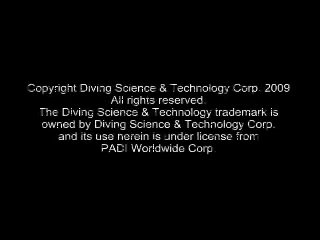 Copyright Diving Science & Technology Corp. 2009
All rights reserved.
The Diving Science & Technology trademark is
owned by Diving Science & Technology Corp.
and its use herein is under license from
PADI Worldwide Corp.